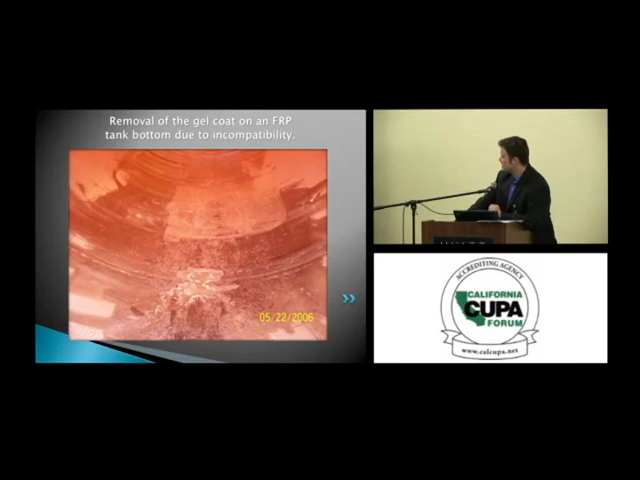 Removal of the gel coat on an FRP
tank bottom due to incompatibility.
05/22/2006
HYATT
ACCREDITING AGENCY
CALIFORNIA
CUPA
FORUM
www.calcupa.net